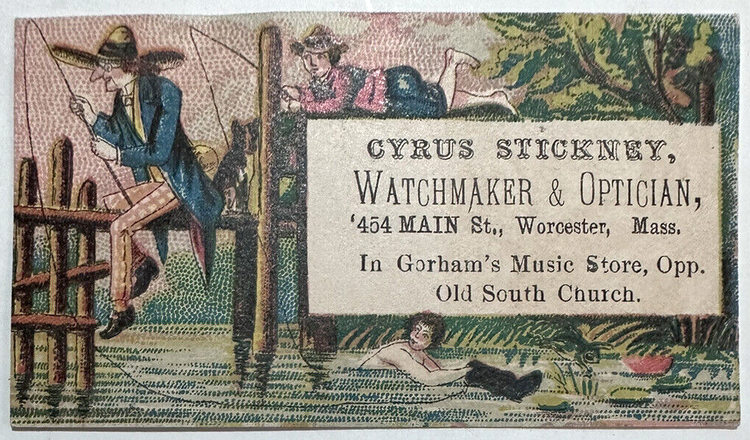 CYRUS STICKNEY,
WATCHMAKER & OPTICIAN,
'454 MAIN St., Worcester, Mass.
In Gorham's Music Store, Opp.
Old South Church.